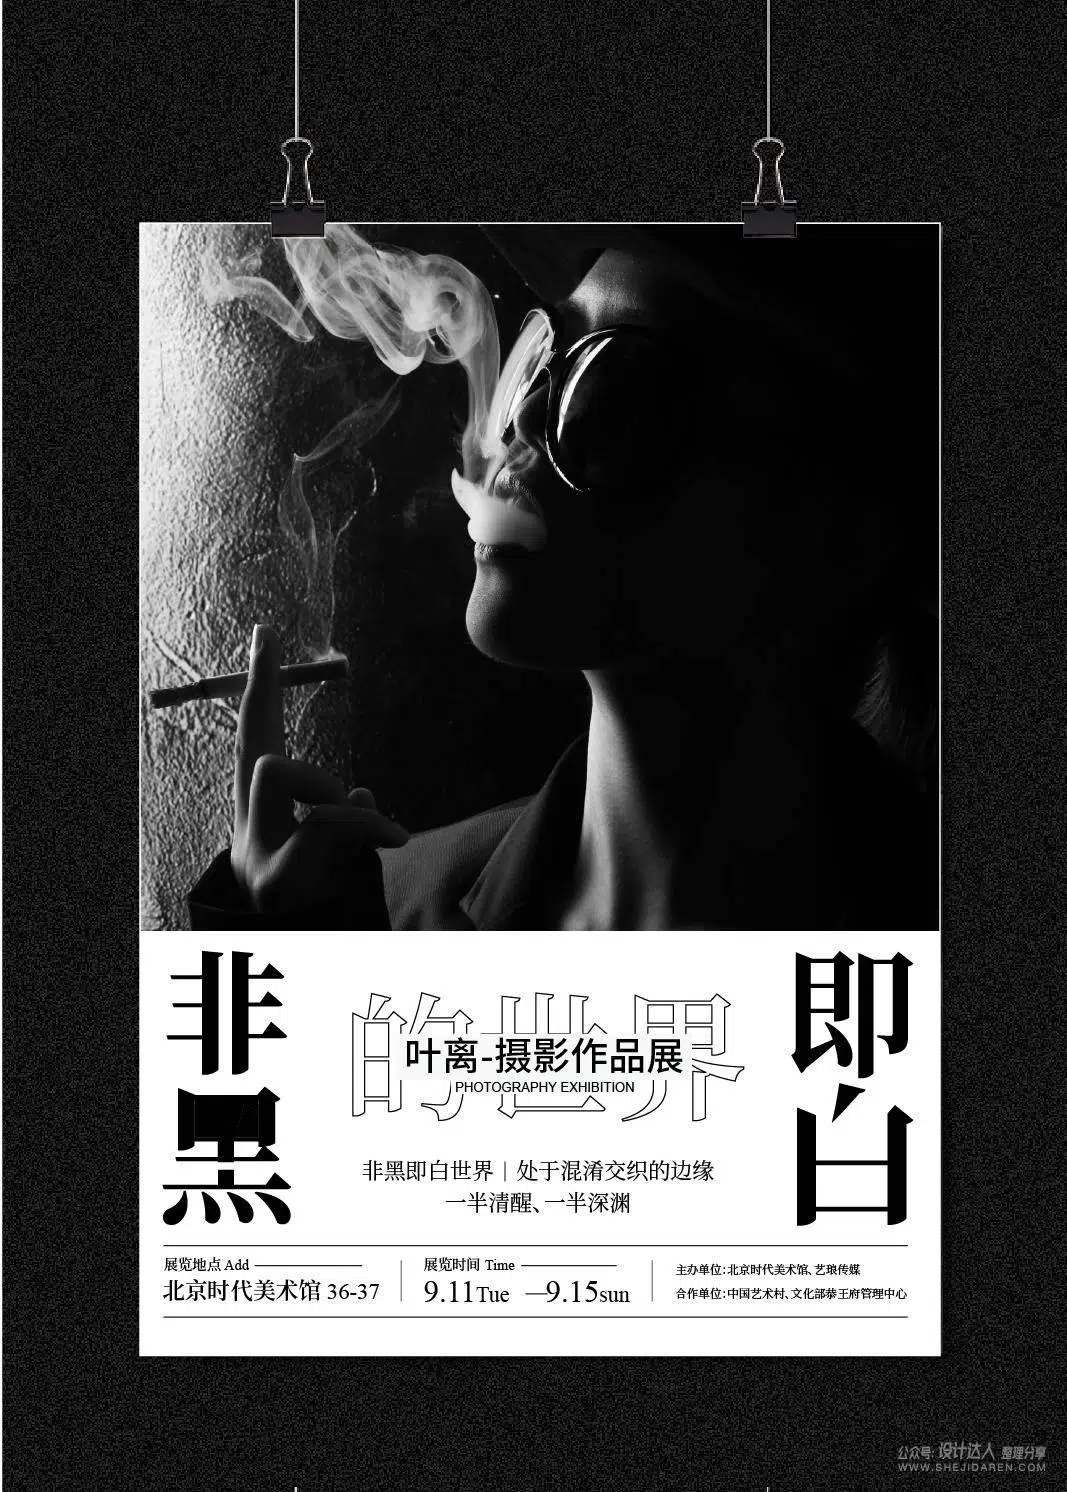 非黑
即白
的世界
叶离-摄影作品展
PHOTOGRAPHY EXHIBITION
非黑即白世界｜处于混淆交织的边缘
一半清醒、一半深渊
展览地点 Add
北京时代美术馆 36-37
展览时间 Time
9.11Tue —9.15sun
主办单位：北京时代美术馆、艺琅传媒
合作单位：中国艺术村、文化部恭王府管理中心
公众号：设计达人 整理分享
WWW.SHEJIDAREN.COM